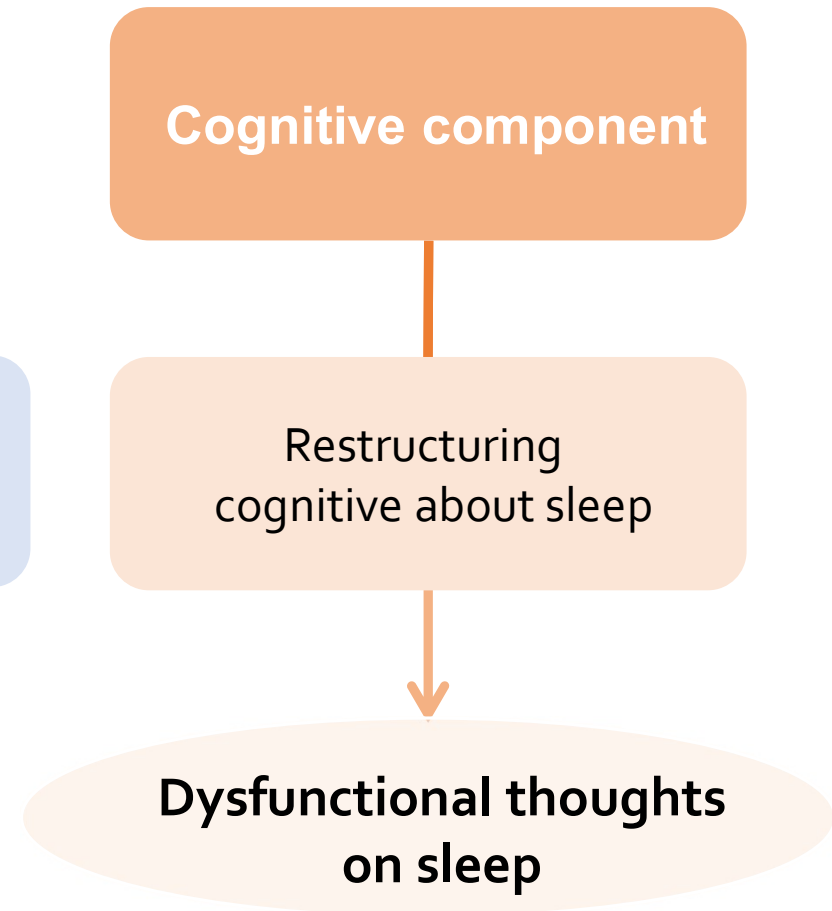 Cognitive component
Restructuring
cognitive about sleep
Dysfunctional thoughts
on sleep